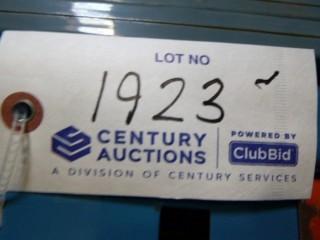 LOT NO
1923
CENTURY AUCTIONS
POWERED BY
ClubBid
A DIVISION OF CENTURY SERVICES